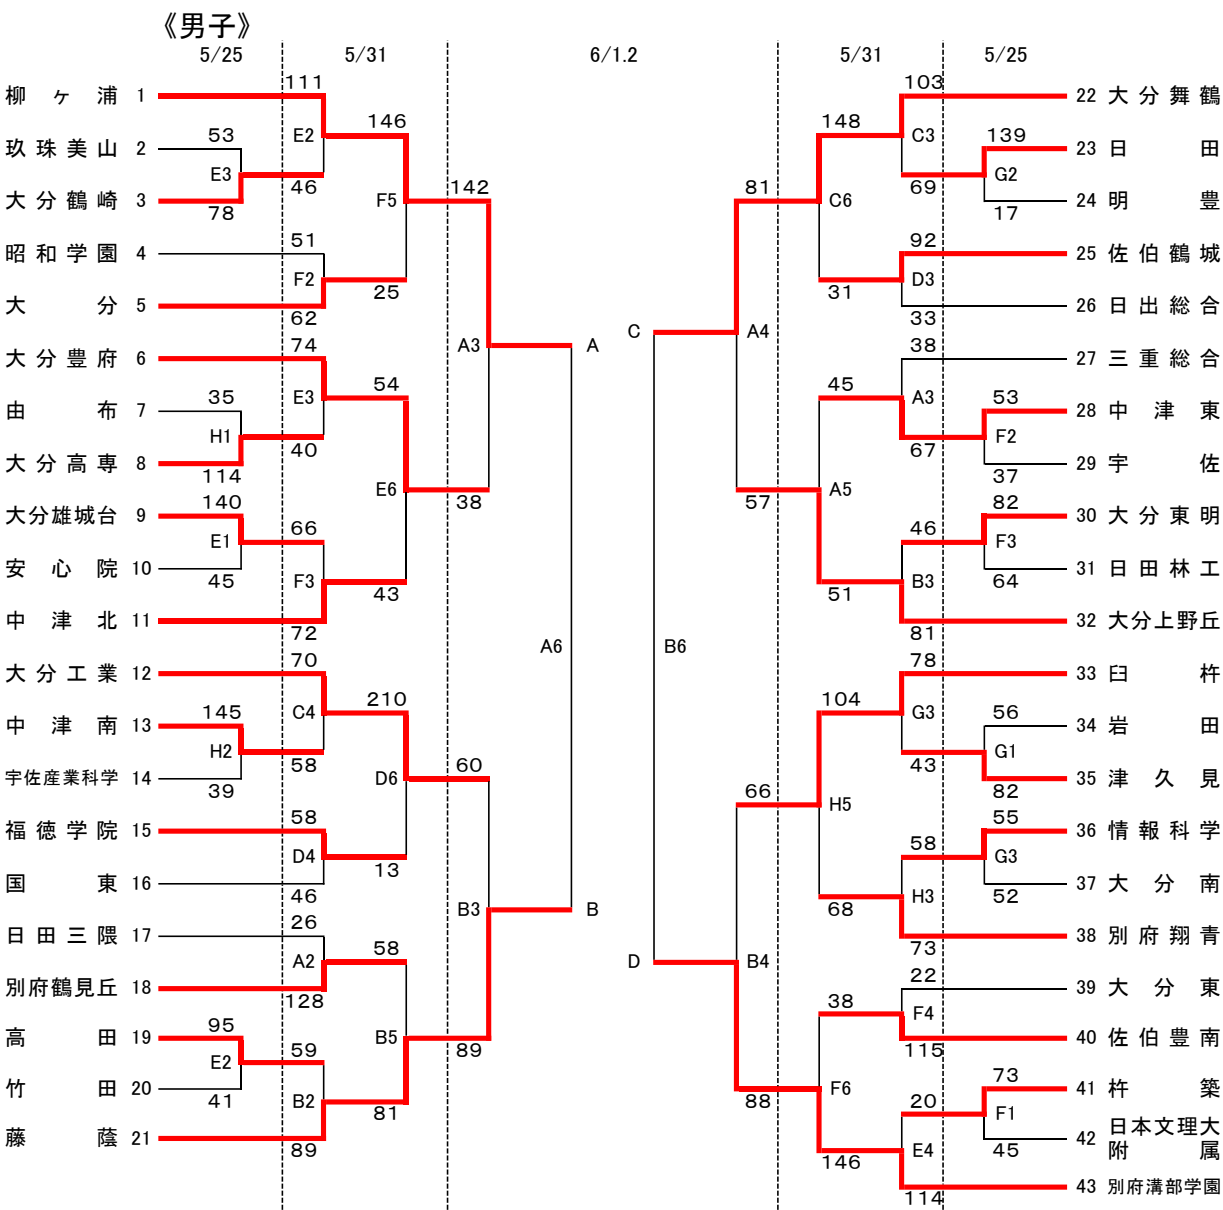 《男子》
5/25
5/31
6/1.2
5/31
5/25
柳ヶ浦 1
玖珠美山 2
大分鶴崎 3
昭和学園 4
大分 5
大分豊府 6
由布 7
大分高専 8
大分雄城台 9
安心院 10
中津北 11
大分工業 12
中津南 13
宇佐産業科学 14
福徳学院 15
国東 16
日田三隈 17
別府鶴見丘 18
高田 19
竹田 20
藤蔭 21
53
E3
78
35
H1
114
140
E1
45
145
H2
39
95
E2
41
111
E2
46
51
F2
62
74
E3
40
66
F3
72
70
C4
58
58
D4
46
26
A2
128
59
B2
89
146
F5
25
54
E6
43
210
D6
13
58
B5
81
142
A3
38
60
B3
89
A
A6
B
C
B6
D
81
A4
57
66
B4
88
148
C6
31
45
A5
51
104
H5
68
38
F6
146
103
C3
69
92
D3
33
38
A3
67
46
B3
81
78
G3
43
58
H3
73
22
F4
115
20
E4
114
139
G2
17
53
F2
37
82
F3
64
56
G1
82
55
G3
52
73
F1
45
22 大分舞鶴
23 日田
24 明豊
25 佐伯鶴城
26 日出総合
27 三重総合
28 中津東
29 宇佐
30 大分東明
31 日田林工
32 大分上野丘
33 臼杵
34 岩田
35 津久見
36 情報科学
37 大分南
38 別府翔青
39 大分東
40 佐伯豊南
41 杵築
42 日本文理大
附属
43 別府溝部学園